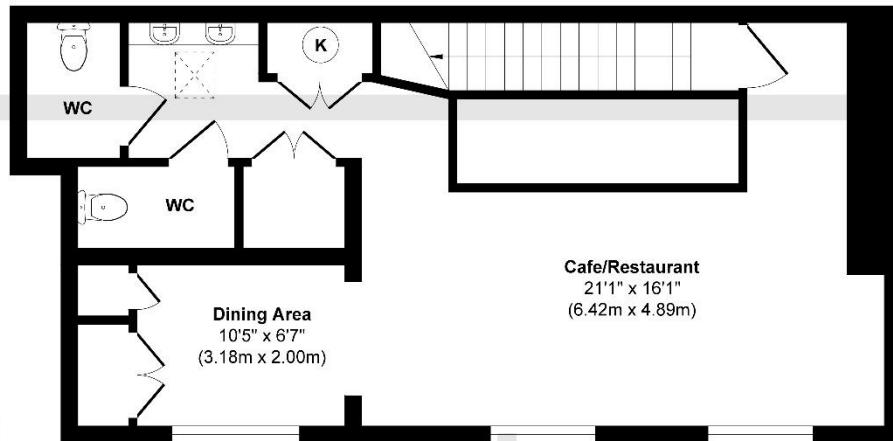 K
WC
WC
Cafe/Restaurant
21'1" x 16'1"
(6.42m x 4.89m)
Dining Area
10'5" x 6'7"
(3.18m x 2.00m)